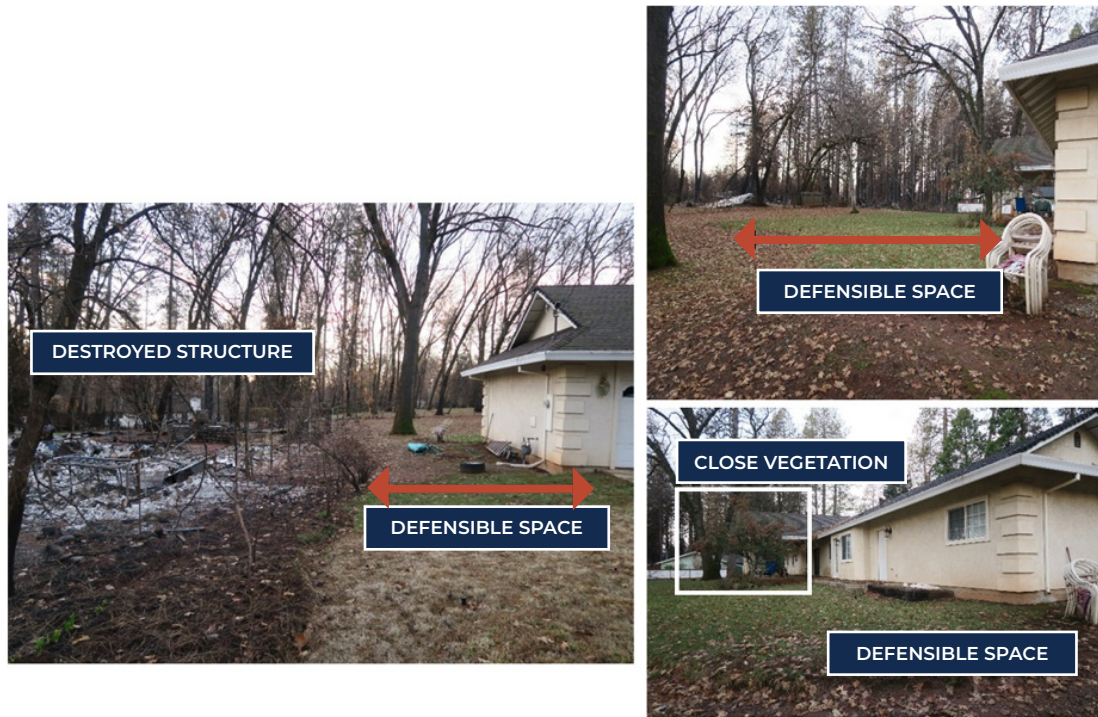 DESTROYED STRUCTURE
DEFENSIBLE SPACE
DEFENSIBLE SPACE
CLOSE VEGETATION
DEFENSIBLE SPACE